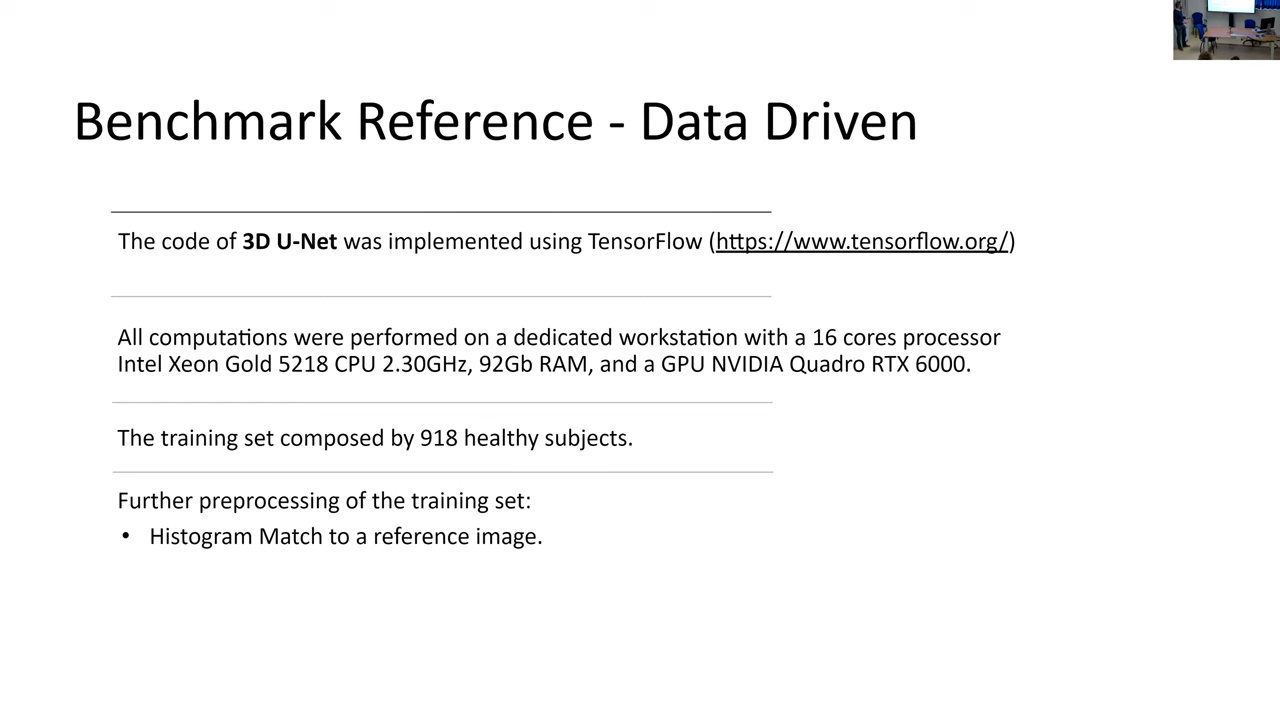 Benchmark Reference - Data Driven
The code of 3D U-Net was implemented using TensorFlow (https://www.tensorflow.org/)
All computations were performed on a dedicated workstation with a 16 cores processor
Intel Xeon Gold 5218 CPU 2.30GHz, 92Gb RAM, and a GPU NVIDIA Quadro RTX 6000.
The training set composed by 918 healthy subjects.
Further preprocessing of the training set:
• Histogram Match to a reference image.